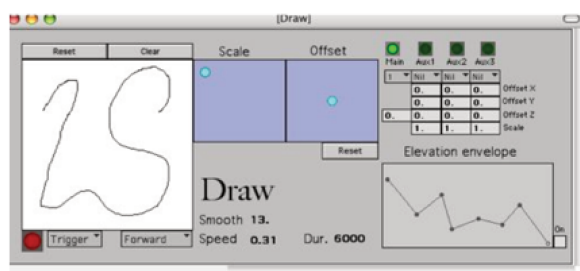 [Draw]
Reset Clear Scale Offset
Main Aux1 Aux2 Aux3
1 Nil Nil Nil
0. 0. 0. Offset X
0. 0. 0. Offset Y
0. 0. 0. 0. Offset Z
1. 1. 1. Scale
Reset
Elevation envelope
Draw
Smooth 13.
Speed 0.31 Dur. 6000
Trigger Forward
On